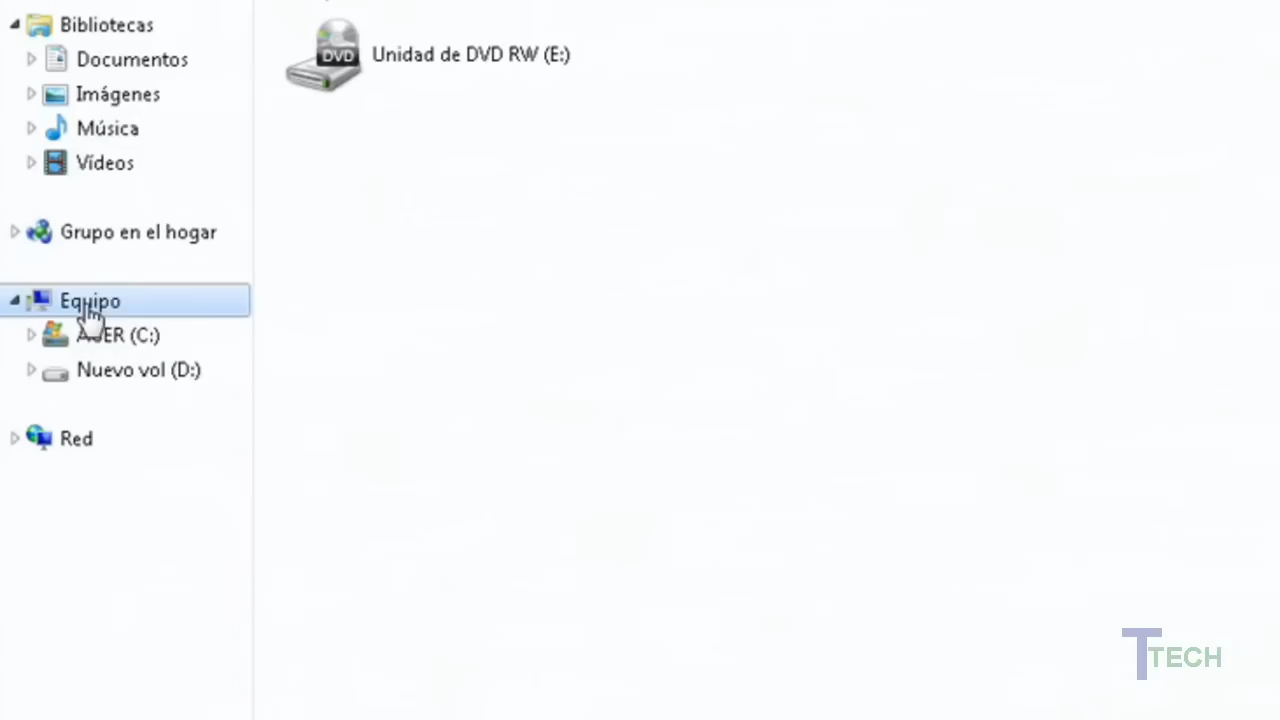 Bibliotecas
Documentos
Imágenes
Música
Vídeos
Grupo en el hogar
Equipo
ACER (C:)
Nuevo vol (D:)
Red
DVD
Unidad de DVD RW (E:)
TTECH